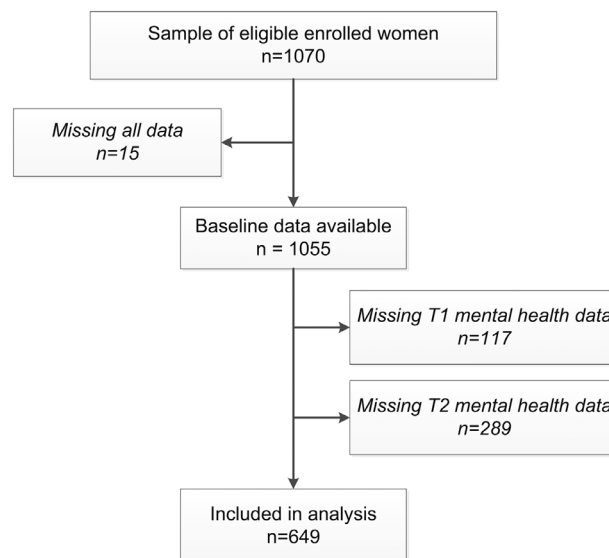 Sample of eligible enrolled women
n=1070
Missing all data
n=15
Baseline data available
n = 1055
Missing T1 mental health data
n=117
Missing T2 mental health data
n=289
Included in analysis
n=649